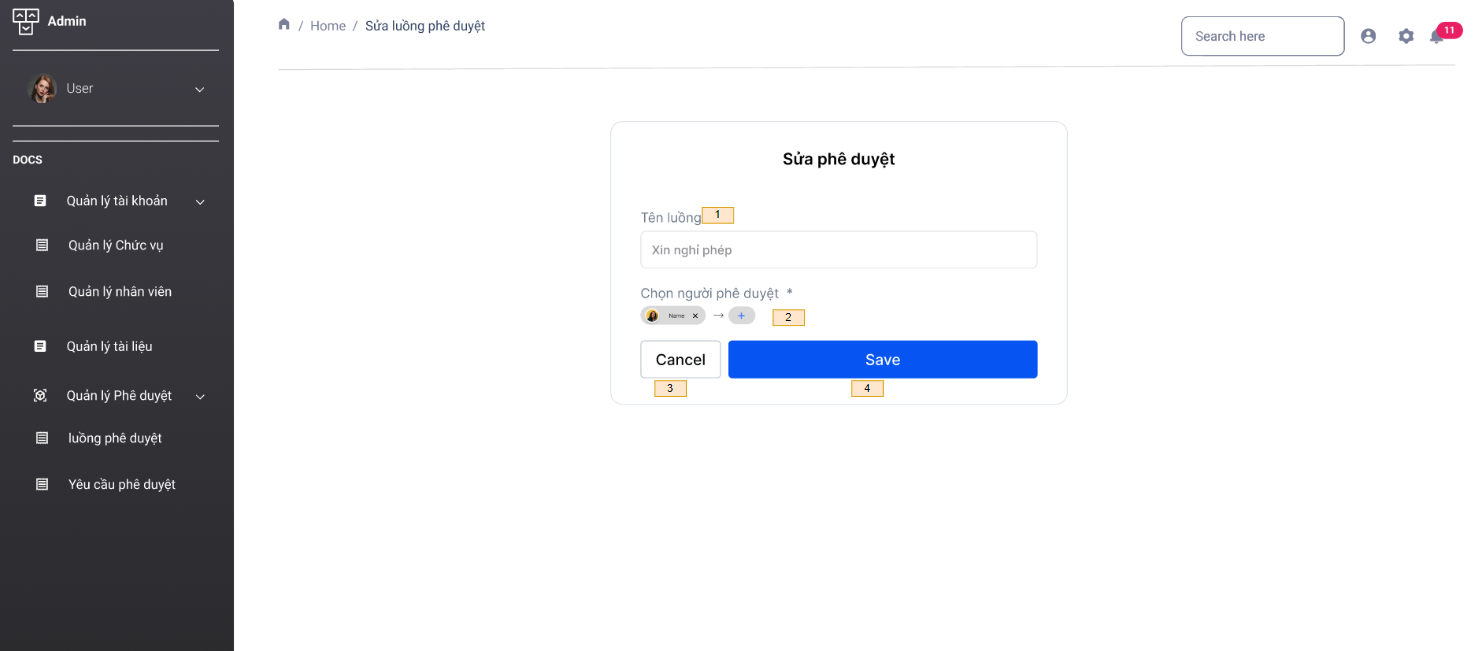 Admin
User
DOCS
Quản lý tài khoản
Quản lý Chức vụ
Quản lý nhân viên
Quản lý tài liệu
Quản lý Phê duyệt
luồng phê duyệt
Yêu cầu phê duyệt
/ Home / Sửa luồng phê duyệt
Search here
11
Sửa phê duyệt
Tên luồng 1
Xin nghỉ phép
Chọn người phê duyệt *
Name × → + 2
Cancel Save
3 4